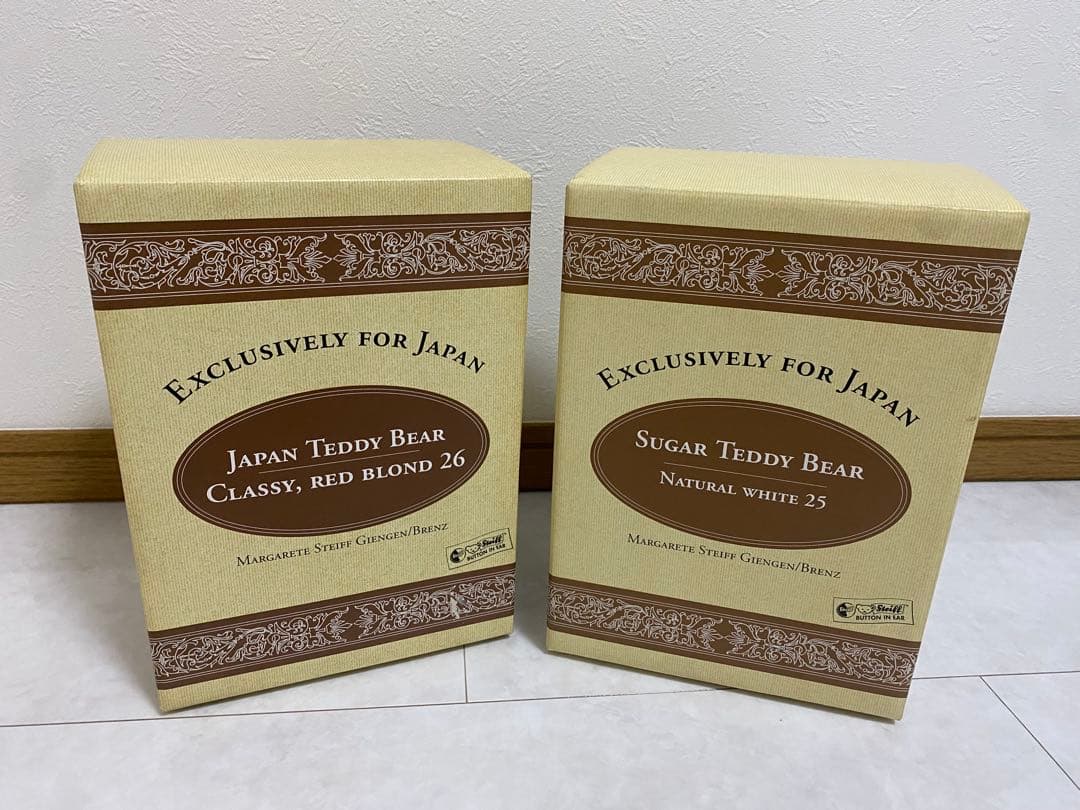 EXCLUSIVELY FOR JAPAN
JAPAN TEDDY BEAR
CLASSY, RED BLOND 26
MARGARETE STEIFF GIENGEN/BRENZ
Steiff
BUTTON IN EAR
EXCLUSIVELY FOR JAPAN
SUGAR TEDDY BEAR
NATURAL WHITE 25
MARGARETE STEIFF GIENGEN/BRENZ
Steiff
BUTTON IN EAR